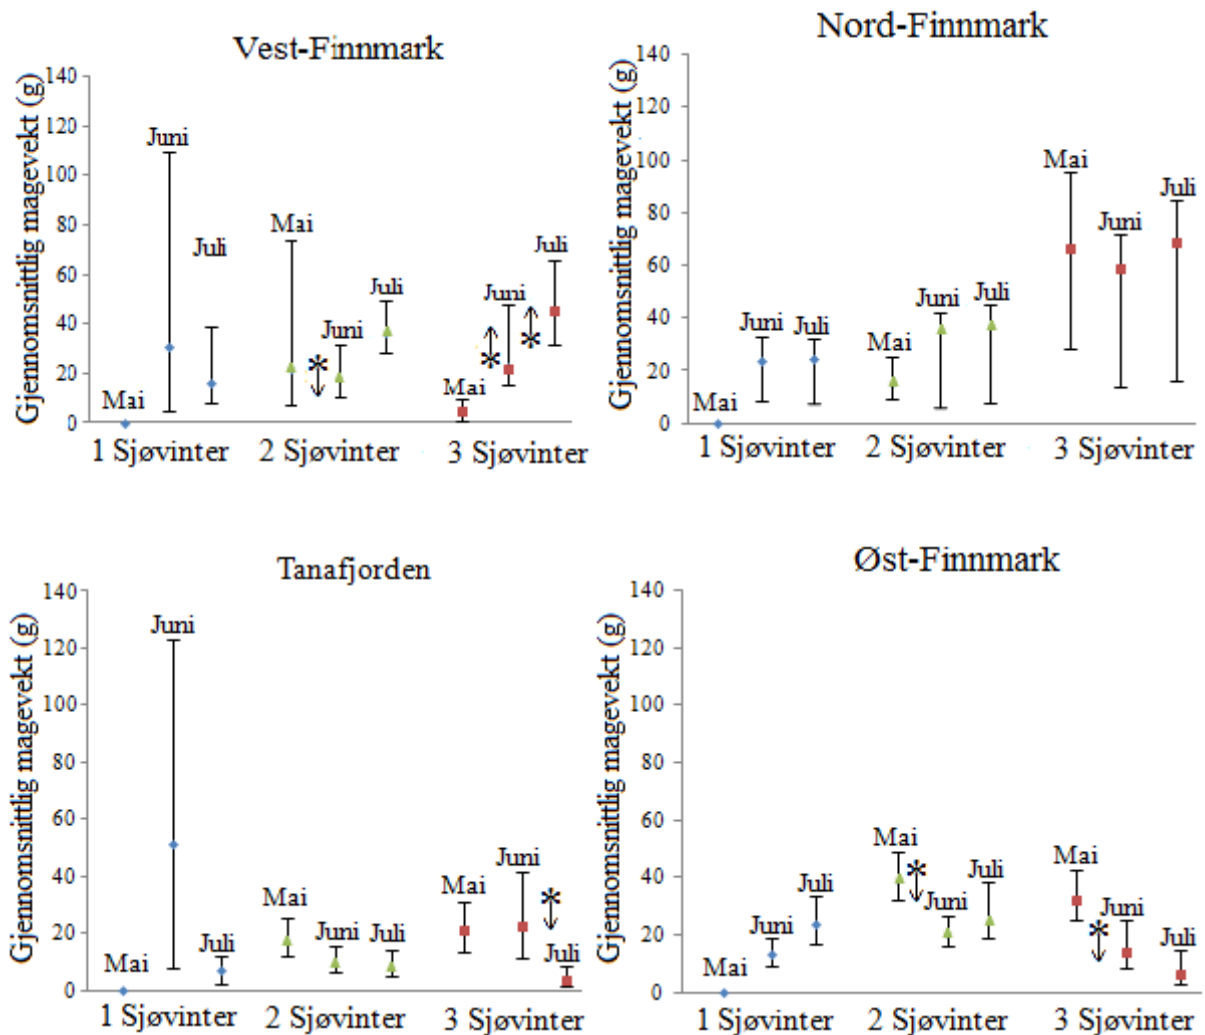 Vest-Finnmark
Gjennomsnittlig magevekt (g)
140
120
100
80
60
40
20
0
Mai
Juni
Juli
Mai
Juni
Juli
Mai
Juni
Juli
*
*
*
1 Sjøvinter 2 Sjøvinter 3 Sjøvinter
Nord-Finnmark
Gjennomsnittlig magevekt (g)
140
120
100
80
60
40
20
0
Mai
Juni
Juli
Mai
Juni
Juli
Mai
Juni
Juli
1 Sjøvinter 2 Sjøvinter 3 Sjøvinter
Tanafjorden
Gjennomsnittlig magevekt (g)
140
120
100
80
60
40
20
0
Mai
Juni
Juli
Mai
Juni
Juli
Mai
Juni
Juli
*
1 Sjøvinter 2 Sjøvinter 3 Sjøvinter
Øst-Finnmark
Gjennomsnittlig magevekt (g)
140
120
100
80
60
40
20
0
Mai
Juni
Juli
Mai
Juni
Juli
Mai
Juni
Juli
*
*
1 Sjøvinter 2 Sjøvinter 3 Sjøvinter